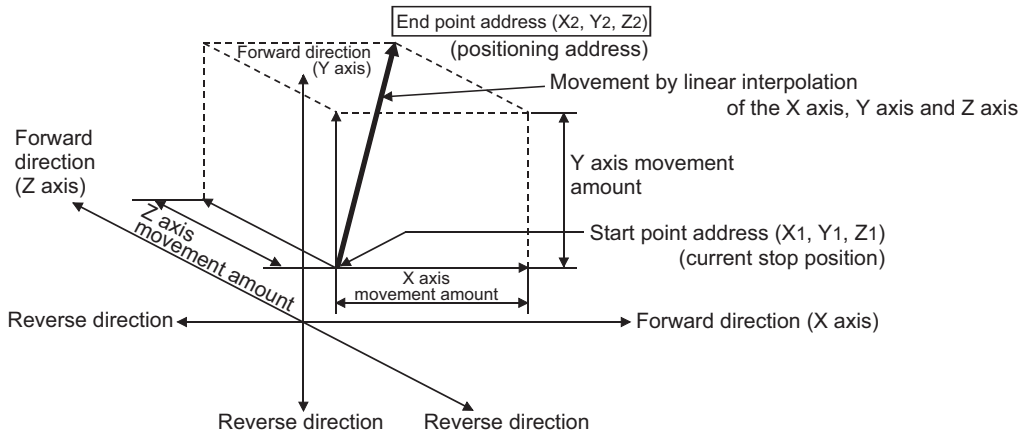 End point address (X2, Y2, Z2)
(positioning address)
Forward direction
(Y axis)
Movement by linear interpolation
of the X axis, Y axis and Z axis
Forward
direction
(Z axis)
Y axis movement
amount
Z axis
movement amount
Start point address (X1, Y1, Z1)
(current stop position)
X axis
movement amount
Reverse direction
Forward direction (X axis)
Reverse direction
Reverse direction